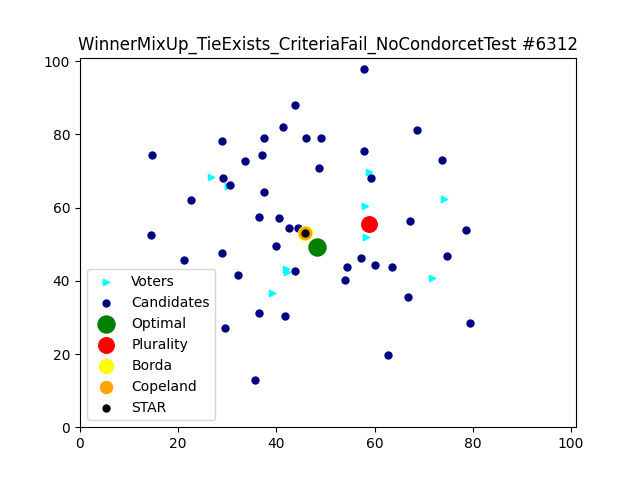 WinnerMixUp_TieExists_CriteriaFail_NoCondorcetTest #6312
100
80
60
40
20
0
Voters
Candidates
Optimal
Plurality
Borda
Copeland
STAR
0 20 40 60 80 100